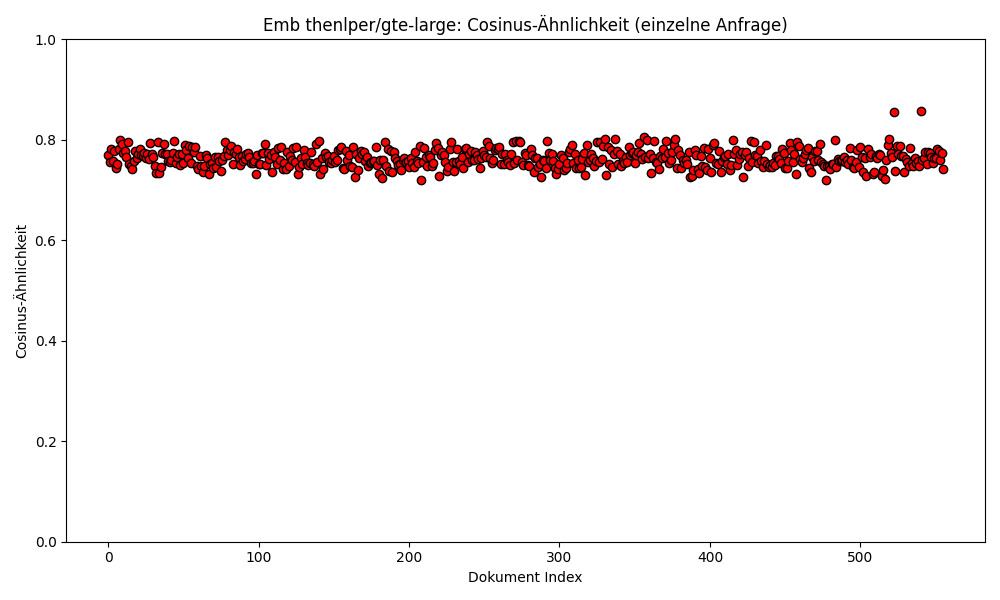 Emb thenlper/gte-large: Cosinus-Ähnlichkeit (einzelne Anfrage)
1.0
0.8
0.6
0.4
0.2
0.0
Cosinus-Ähnlichkeit
0 100 200 300 400 500
Dokument Index